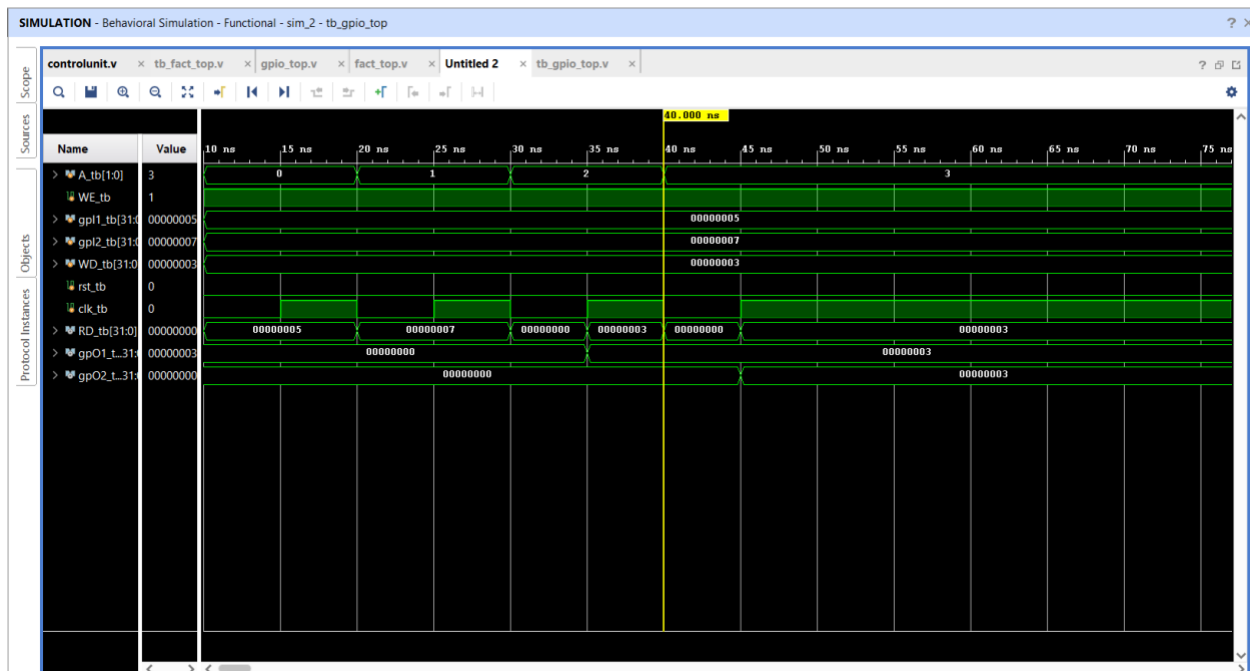 SIMULATION - Behavioral Simulation - Functional - sim_2 - tb_gpio_top ? ×
controlunit.v × tb_fact_top.v × gpio_top.v × fact_top.v × Untitled 2 × tb_gpio_top.v × ?
Scope
Sources
Objects
Protocol Instances
40.000 ns
Name Value 10 ns 15 ns 20 ns 25 ns 30 ns 35 ns 40 ns 45 ns 50 ns 55 ns 60 ns 65 ns 70 ns 75 ns
A_tb[1:0] 3 0 1 2 3
WE_tb 1
gpI1_tb[31:0 00000005 00000005
gpI2_tb[31:0 00000007 00000007
WD_tb[31:0 00000003 00000003
rst_tb 0
clk_tb 0
RD_tb[31:0] 00000000 00000005 00000007 00000000 00000003 00000000 00000003
gpO1_t...31:0 00000003 00000000 00000003
gpO2_t...31:0 00000000 00000000 00000003